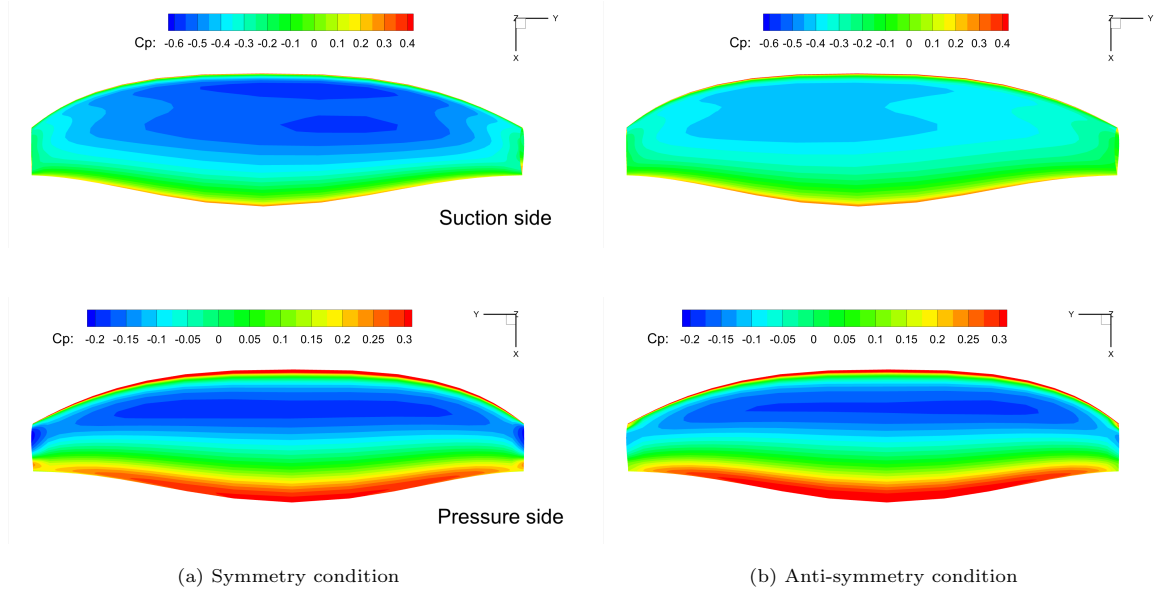 Cp: -0.6 -0.5 -0.4 -0.3 -0.2 -0.1 0 0.1 0.2 0.3 0.4
Z Y
X
Cp: -0.6 -0.5 -0.4 -0.3 -0.2 -0.1 0 0.1 0.2 0.3 0.4
Z Y
X
Suction side
Cp: -0.2 -0.15 -0.1 -0.05 0 0.05 0.1 0.15 0.2 0.25 0.3
Y Z
X
Cp: -0.2 -0.15 -0.1 -0.05 0 0.05 0.1 0.15 0.2 0.25 0.3
Y Z
X
Pressure side
(a) Symmetry condition
(b) Anti-symmetry condition